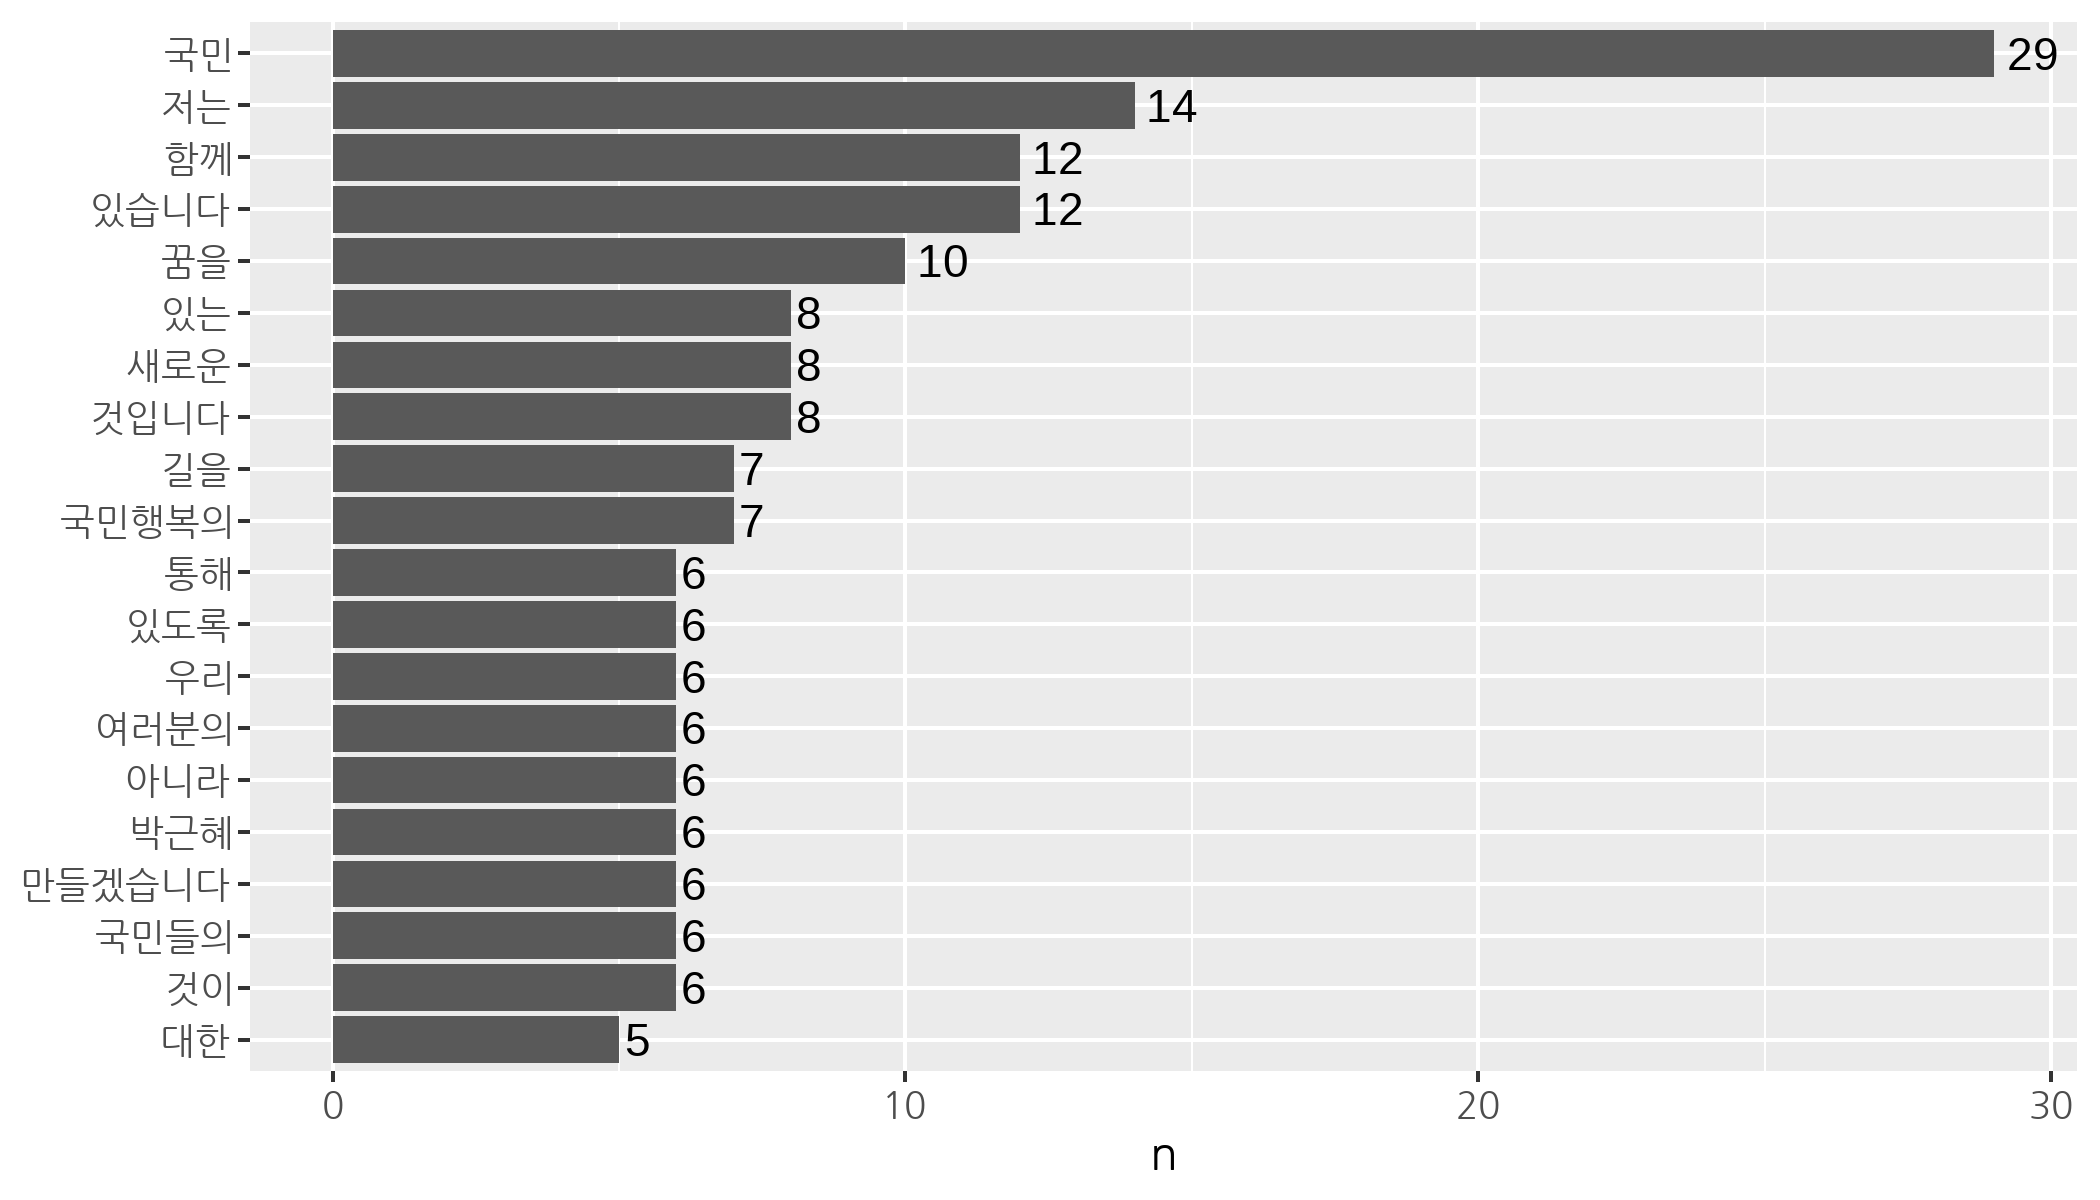 국민 29
저는 14
함께 12
있습니다 12
꿈을 10
있는 8
새로운 8
것입니다 8
길을 7
국민행복의 7
통해 6
있도록 6
우리 6
여러분의 6
아니라 6
박근혜 6
만들겠습니다 6
국민들의 6
것이 6
대한 5
0 10 20 30
n